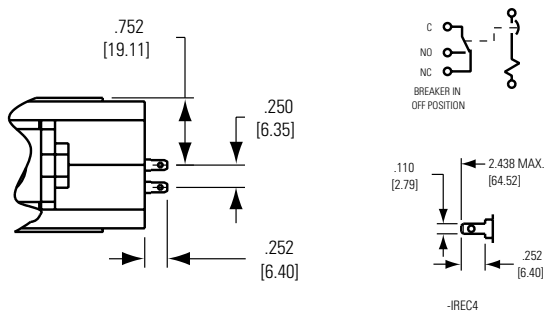 .752
[19.11]
.250
[6.35]
.252
[6.40]
C
NO
NC
BREAKER IN
OFF POSITION
.110
[2.79]
2.438 MAX.
[64.52]
.252
[6.40]
-IREC4